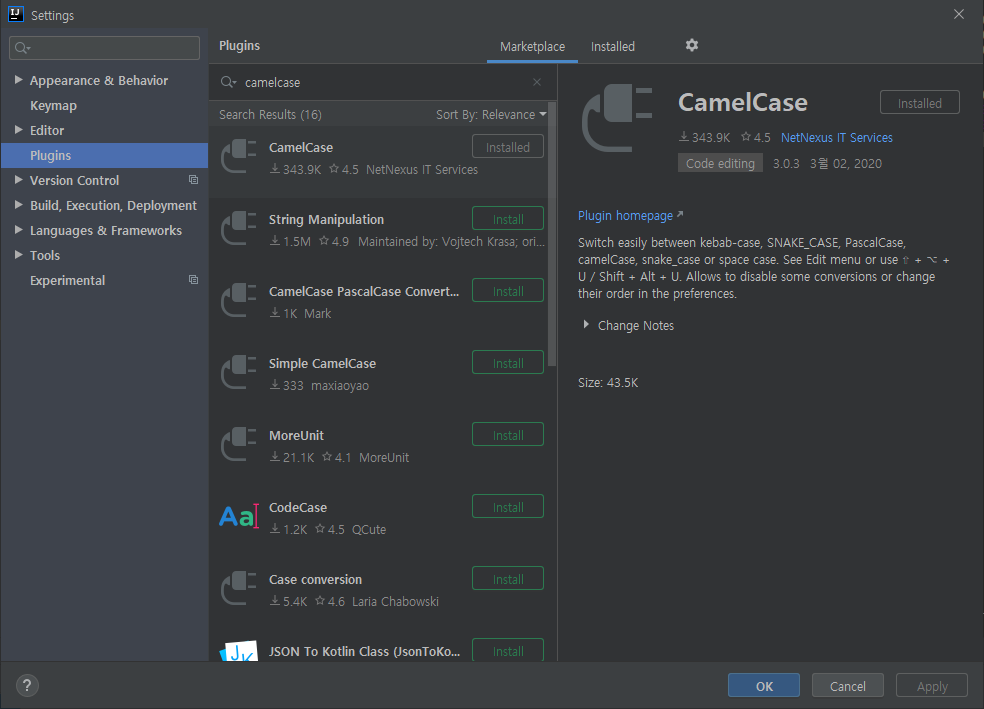 IJ
Settings
Appearance & Behavior
Keymap
Editor
Plugins
Version Control
Build, Execution, Deployment
Languages & Frameworks
Tools
Experimental
Plugins
Marketplace
Installed
camelcase
Search Results (16)
Sort By: Relevance
CamelCase
Installed
343.9K 4.5 NetNexus IT Services
String Manipulation
Install
1.5M 4.9 Maintained by: Vojtech Krasa; ori...
CamelCase PascalCase Convert...
Install
1K Mark
Simple CamelCase
Install
333 maxiaoyao
MoreUnit
Install
21.1K 4.1 MoreUnit
Aa
CodeCase
Install
1.2K 4.5 QCute
Case conversion
Install
5.4K 4.6 Laria Chabowski
JK
JSON To Kotlin Class (JsonToKo...
Install
CamelCase
Installed
343.9K 4.5 NetNexus IT Services
Code editing 3.0.3 3월 02, 2020
Plugin homepage
Switch easily between kebab-case, SNAKE_CASE, PascalCase,
camelCase, snake_case or space case. See Edit menu or use ⇧ + ⌥ +
U / Shift + Alt + U. Allows to disable some conversions or change
their order in the preferences.
Change Notes
Size: 43.5K
?
OK
Cancel
Apply